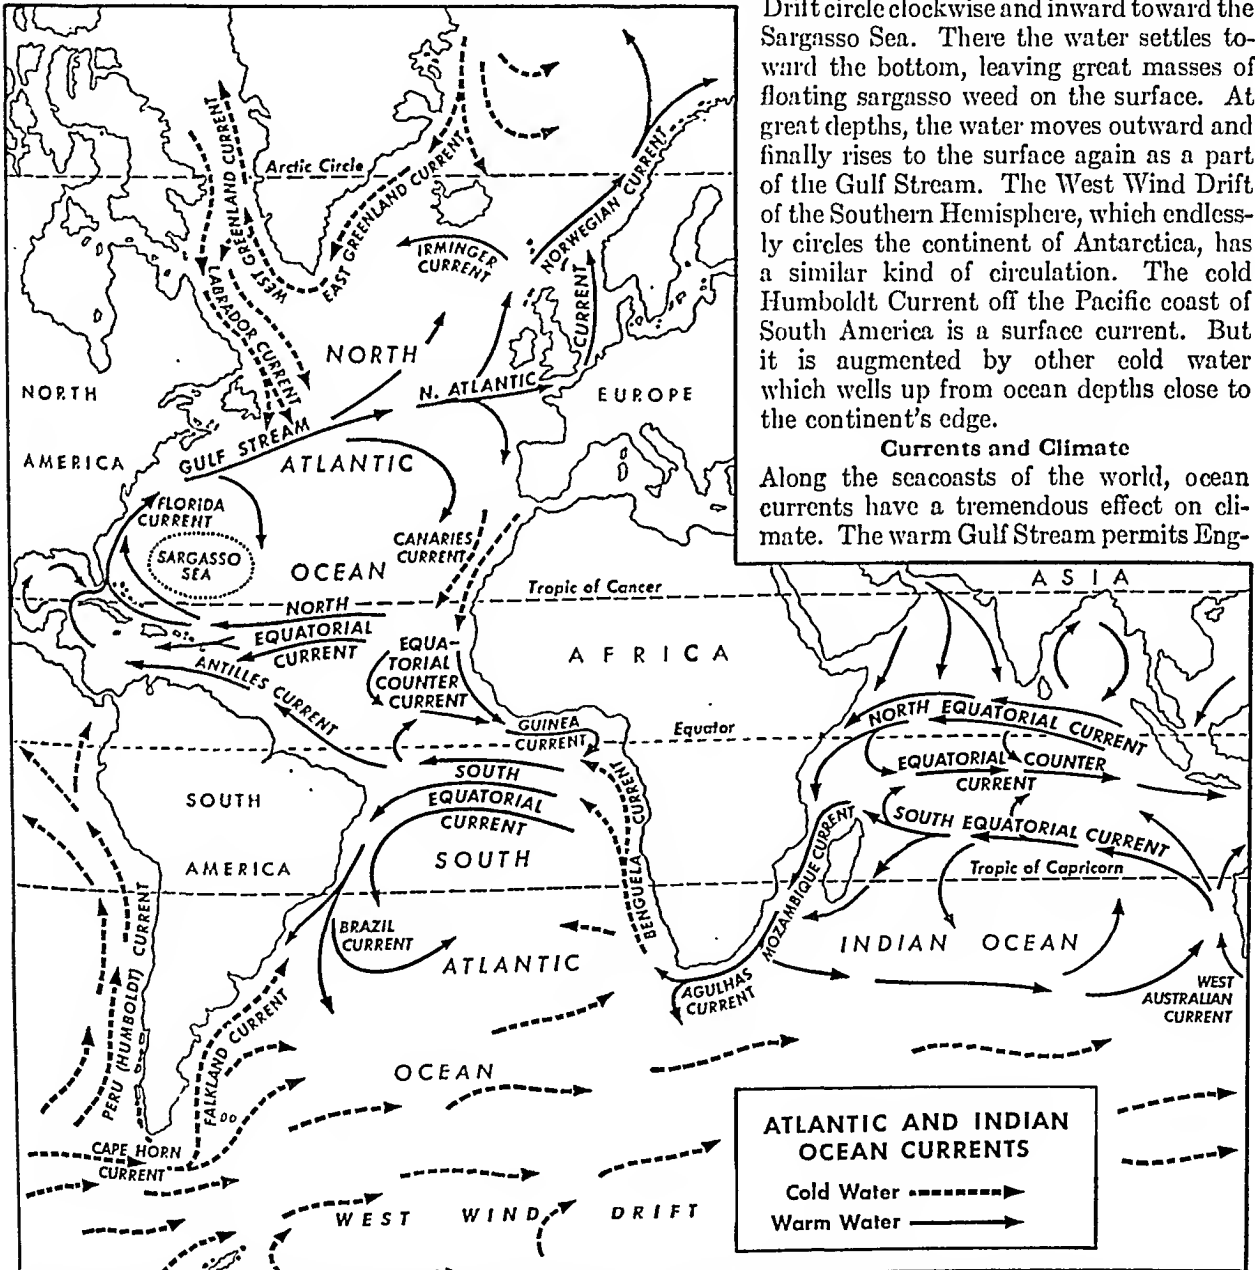 Drift circle clockwise and inward toward the
Sargasso Sea. There the water settles to-
ward the bottom, leaving great masses of
floating sargasso weed on the surface. At
great depths, the water moves outward and
finally rises to the surface again as a part
of the Gulf Stream. The West Wind Drift
of the Southern Hemisphere, which endless-
ly circles the continent of Antarctica, has
a similar kind of circulation. The cold
Humboldt Current off the Pacific coast of
South America is a surface current. But
it is augmented by other cold water
which wells up from ocean depths close to
the continent's edge.
Currents and Climate
Along the seacoasts of the world, ocean
currents have a tremendous effect on cli-
mate. The warm Gulf Stream permits Eng-
Arctic Circle
WEST GREENLAND CURRENT
EAST GREENLAND CURRENT
IRMINGER
CURRENT
NORWEGIAN CURRENT
CURRENT
LABRADOR CURRENT
NORTH
NORTH
N. ATLANTIC
EUROPE
GULF STREAM
AMERICA
ATLANTIC
FLORIDA
CURRENT
SARGASSO
SEA
CANARIES
CURRENT
OCEAN
Tropic of Cancer
ASIA
NORTH
EQUATORIAL
CURRENT
ANTILLES CURRENT
EQUA-
TORIAL
COUNTER
CURRENT
AFRICA
GUINEA
CURRENT
Equator
NORTH EQUATORIAL CURRENT
EQUATORIAL COUNTER
CURRENT
SOUTH
SOUTH
EQUATORIAL
CURRENT
BENGUELA CURRENT
SOUTH EQUATORIAL CURRENT
MOZAMBIQUE CURRENT
AMERICA
SOUTH
Tropic of Capricorn
BRAZIL
CURRENT
ATLANTIC
INDIAN OCEAN
PERU (HUMBOLDT) CURRENT
FALKLAND CURRENT
AGULHAS
CURRENT
WEST
AUSTRALIAN
CURRENT
OCEAN
CAPE HORN
CURRENT
WEST WIND DRIFT
ATLANTIC AND INDIAN
OCEAN CURRENTS
Cold Water
Warm Water